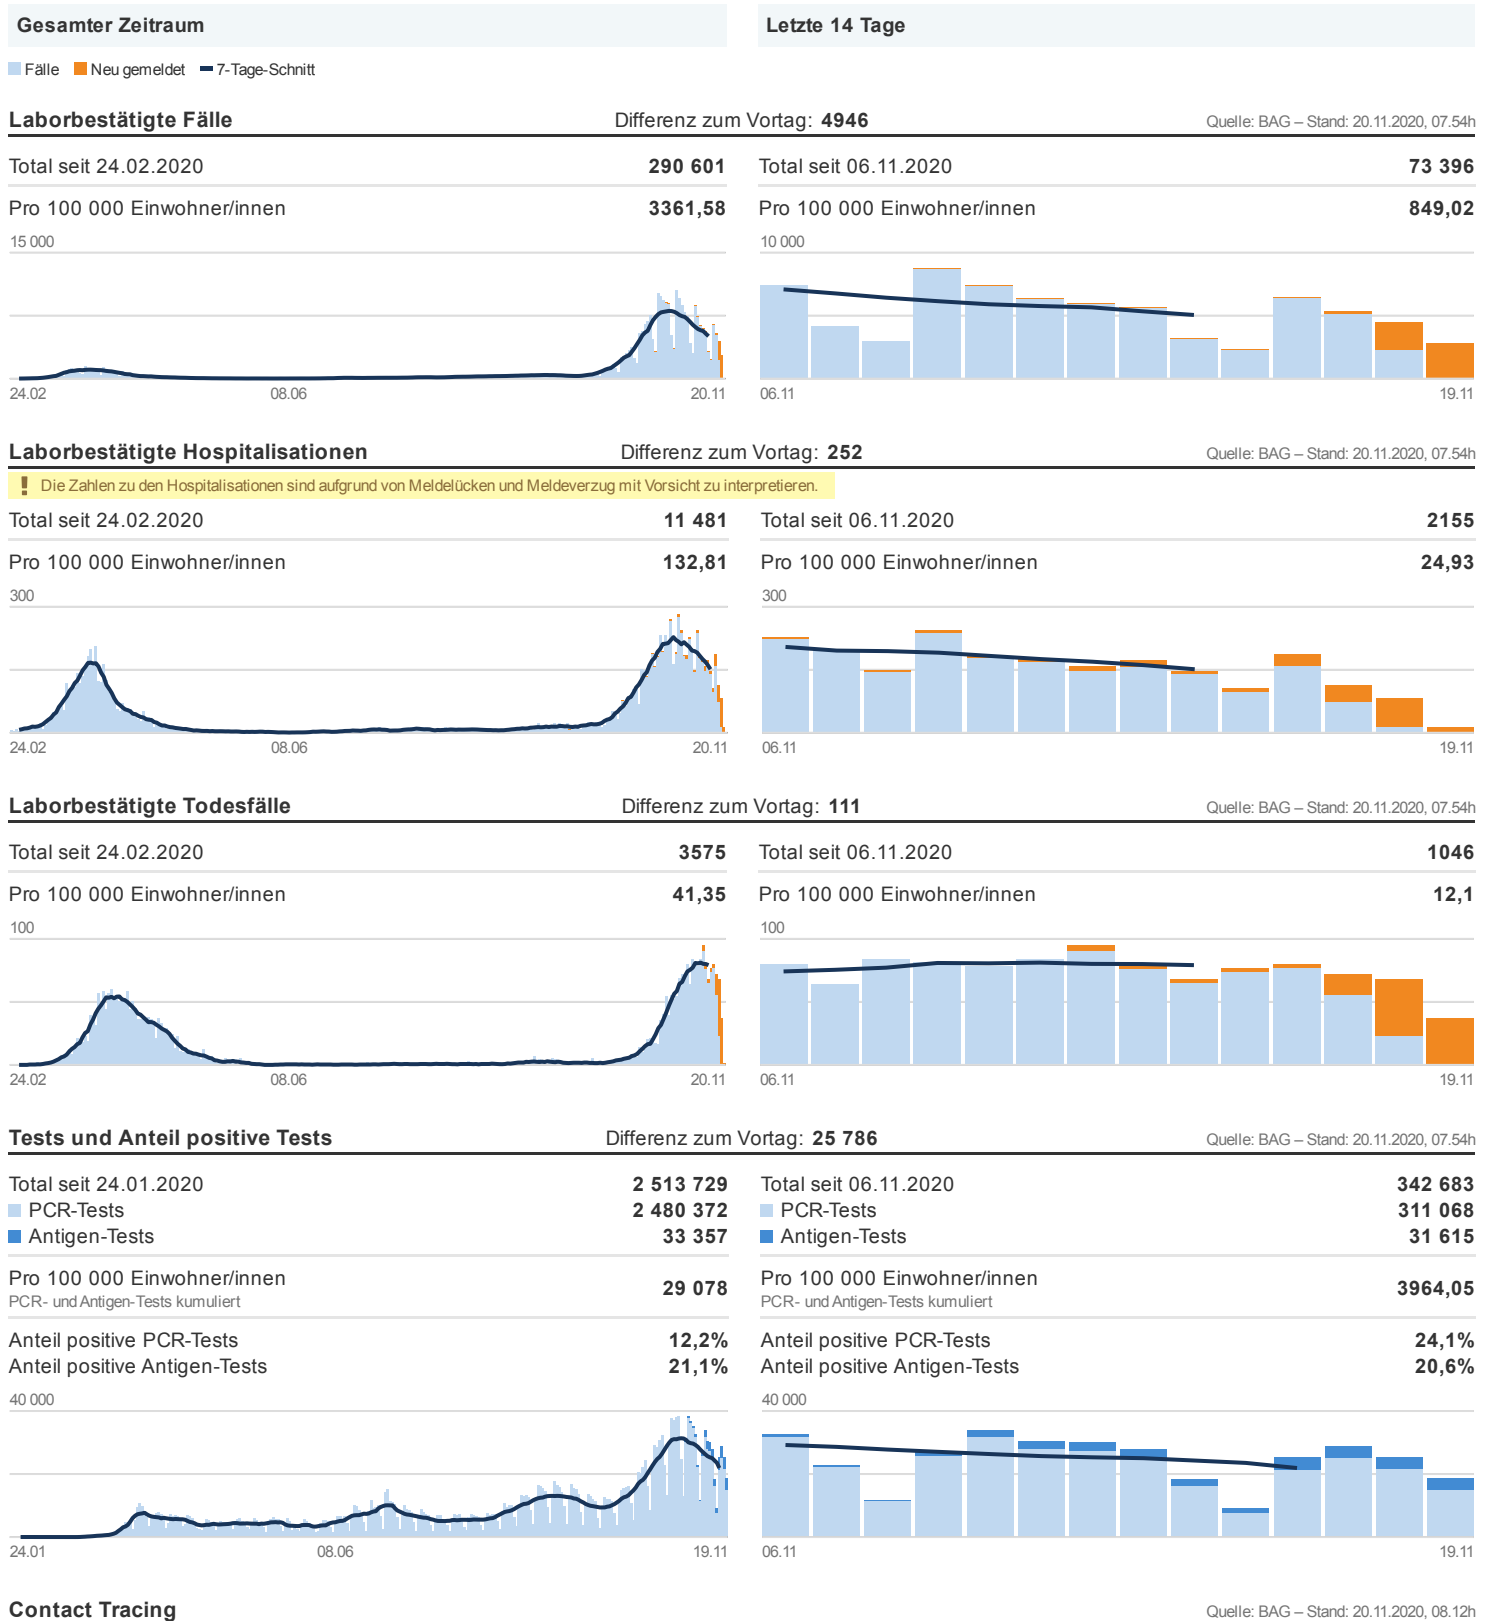 Gesamter Zeitraum
Letzte 14 Tage
Fälle Neu gemeldet 7-Tage-Schnitt
Laborbestätigte Fälle Differenz zum Vortag: 4946 Quelle: BAG – Stand: 20.11.2020, 07.54h
Total seit 24.02.2020 290 601
Pro 100 000 Einwohner/innen 3361,58
15 000
24.02 08.06 20.11
Total seit 06.11.2020 73 396
Pro 100 000 Einwohner/innen 849,02
10 000
06.11 19.11
Laborbestätigte Hospitalisationen Differenz zum Vortag: 252 Quelle: BAG – Stand: 20.11.2020, 07.54h
! Die Zahlen zu den Hospitalisationen sind aufgrund von Meldelücken und Meldeverzug mit Vorsicht zu interpretieren.
Total seit 24.02.2020 11 481
Pro 100 000 Einwohner/innen 132,81
300
24.02 08.06 20.11
Total seit 06.11.2020 2155
Pro 100 000 Einwohner/innen 24,93
300
06.11 19.11
Laborbestätigte Todesfälle Differenz zum Vortag: 111 Quelle: BAG – Stand: 20.11.2020, 07.54h
Total seit 24.02.2020 3575
Pro 100 000 Einwohner/innen 41,35
100
24.02 08.06 20.11
Total seit 06.11.2020 1046
Pro 100 000 Einwohner/innen 12,1
100
06.11 19.11
Tests und Anteil positive Tests Differenz zum Vortag: 25 786 Quelle: BAG – Stand: 20.11.2020, 07.54h
Total seit 24.01.2020 2 513 729
PCR-Tests 2 480 372
Antigen-Tests 33 357
Pro 100 000 Einwohner/innen 29 078
PCR- und Antigen-Tests kumuliert
Anteil positive PCR-Tests 12,2%
Anteil positive Antigen-Tests 21,1%
40 000
24.01 08.06 19.11
Total seit 06.11.2020 342 683
PCR-Tests 311 068
Antigen-Tests 31 615
Pro 100 000 Einwohner/innen 3964,05
PCR- und Antigen-Tests kumuliert
Anteil positive PCR-Tests 24,1%
Anteil positive Antigen-Tests 20,6%
40 000
06.11 19.11
Contact Tracing Quelle: BAG – Stand: 20.11.2020, 08.12h